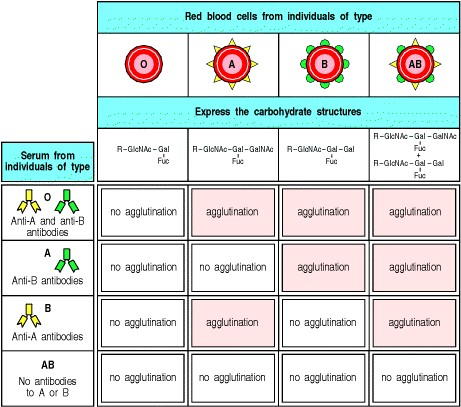 Red blood cells from individuals of type
O
A
B
AB
Express the carbohydrate structures
Serum from
individuals of type
R–GlcNAc–Gal
Fuc
R–GlcNAc–Gal–GalNAc
Fuc
R–GlcNAc–Gal–Gal
Fuc
R–GlcNAc–Gal–GalNAc
Fuc
+
R–GlcNAc–Gal–Gal
Fuc
O
Anti-A and anti-B
antibodies
no agglutination
agglutination
agglutination
agglutination
A
Anti-B antibodies
no agglutination
no agglutination
agglutination
agglutination
B
Anti-A antibodies
no agglutination
agglutination
no agglutination
agglutination
AB
No antibodies
to A or B
no agglutination
no agglutination
no agglutination
no agglutination